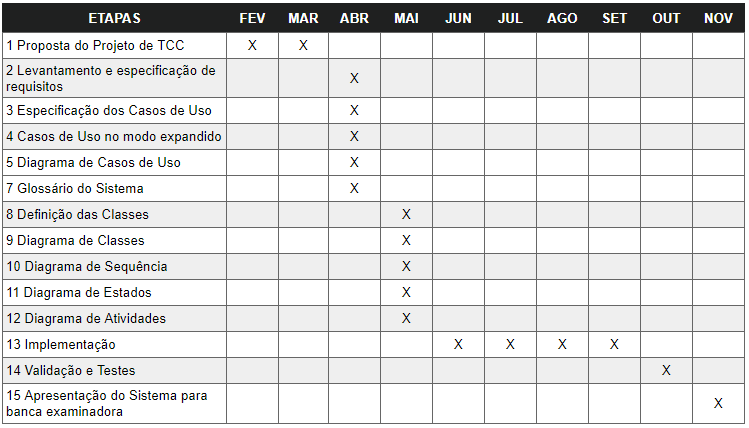 ETAPAS FEV MAR ABR MAI JUN JUL AGO SET OUT NOV
1 Proposta do Projeto de TCC X X
2 Levantamento e especificação de
requisitos X
3 Especificação dos Casos de Uso X
4 Casos de Uso no modo expandido X
5 Diagrama de Casos de Uso X
7 Glossário do Sistema X
8 Definição das Classes X
9 Diagrama de Classes X
10 Diagrama de Sequência X
11 Diagrama de Estados X
12 Diagrama de Atividades X
13 Implementação X X X X
14 Validação e Testes X
15 Apresentação do Sistema para
banca examinadora X